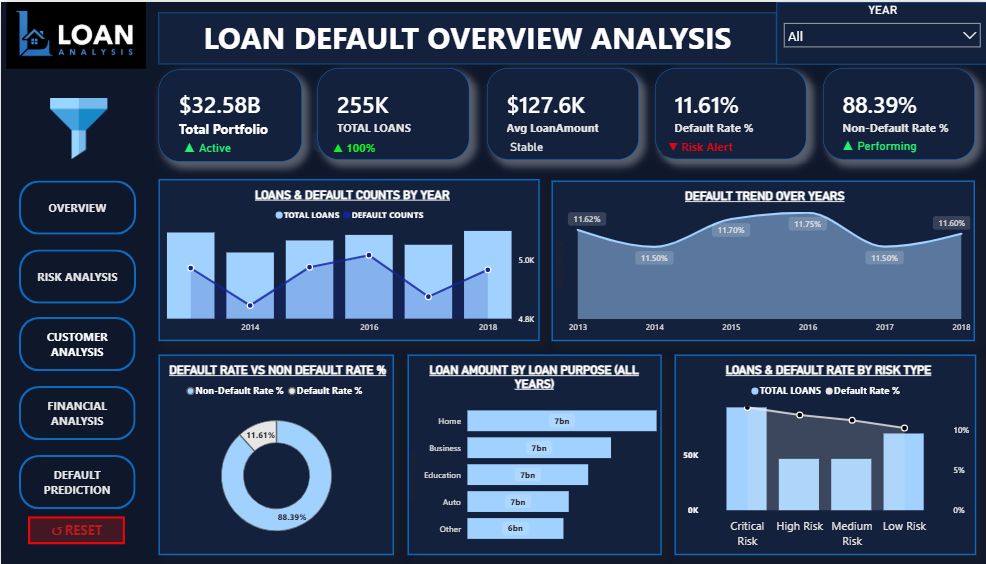 LOAN
ANALYSIS
LOAN DEFAULT OVERVIEW ANALYSIS
YEAR
All
$32.58B
Total Portfolio
▲ Active
255K
TOTAL LOANS
▲ 100%
$127.6K
Avg LoanAmount
Stable
11.61%
Default Rate %
▼ Risk Alert
88.39%
Non-Default Rate %
▲ Performing
OVERVIEW
RISK ANALYSIS
CUSTOMER
ANALYSIS
FINANCIAL
ANALYSIS
DEFAULT
PREDICTION
↺ RESET
LOANS & DEFAULT COUNTS BY YEAR
TOTAL LOANS DEFAULT COUNTS
5.0K
4.8K
2014 2016 2018
DEFAULT TREND OVER YEARS
11.62% 11.50% 11.70% 11.75% 11.50% 11.60%
2013 2014 2015 2016 2017 2018
DEFAULT RATE VS NON DEFAULT RATE %
Non-Default Rate % Default Rate %
11.61%
88.39%
LOAN AMOUNT BY LOAN PURPOSE (ALL
YEARS)
Home 7bn
Business 7bn
Education 7bn
Auto 7bn
Other 6bn
LOANS & DEFAULT RATE BY RISK TYPE
TOTAL LOANS Default Rate %
10%
50K 5%
0K 0%
Critical High Risk Medium Low Risk
Risk Risk